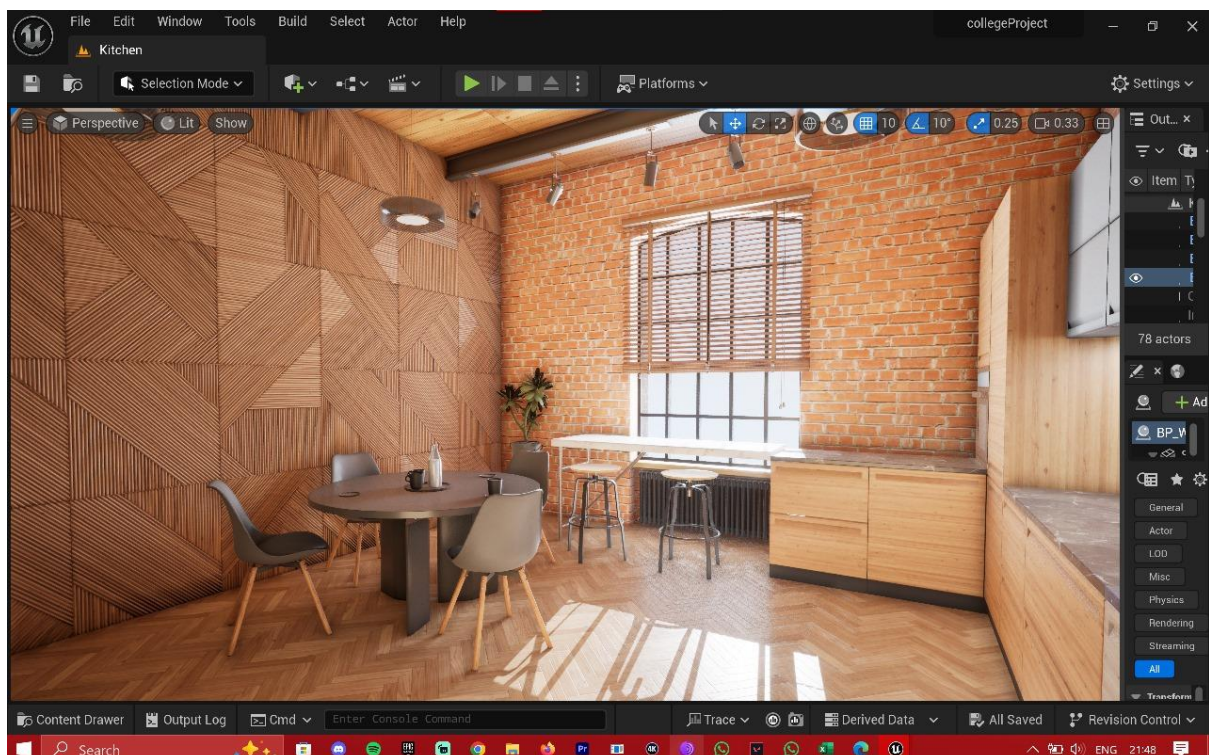 File Edit Window Tools Build Select Actor Help collegeProject
Kitchen
Selection Mode Platforms Settings
Perspective Lit Show 10 10° 0.25 0.33 Out...
Item Ty
78 actors
+ Ad
BP_W
General
Actor
LOD
Misc
Physics
Rendering
Streaming
All
Transform
Content Drawer Output Log Cmd Enter Console Command Trace Derived Data All Saved Revision Control
Search Pr 4K ENG 21:48